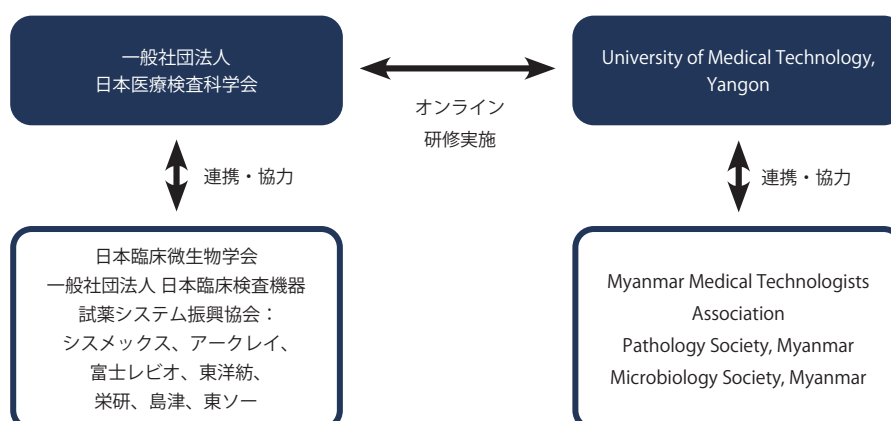 一般社団法人
日本医療検査科学会
University of Medical Technology,
Yangon
オンライン
研修実施
連携・協力
連携・協力
日本臨床微生物学会
一般社団法人 日本臨床検査機器
試薬システム振興協会：
シスメックス、アークレイ、
富士レビオ、東洋紡、
栄研、島津、東ソー
Myanmar Medical Technologists
Association
Pathology Society, Myanmar
Microbiology Society, Myanmar